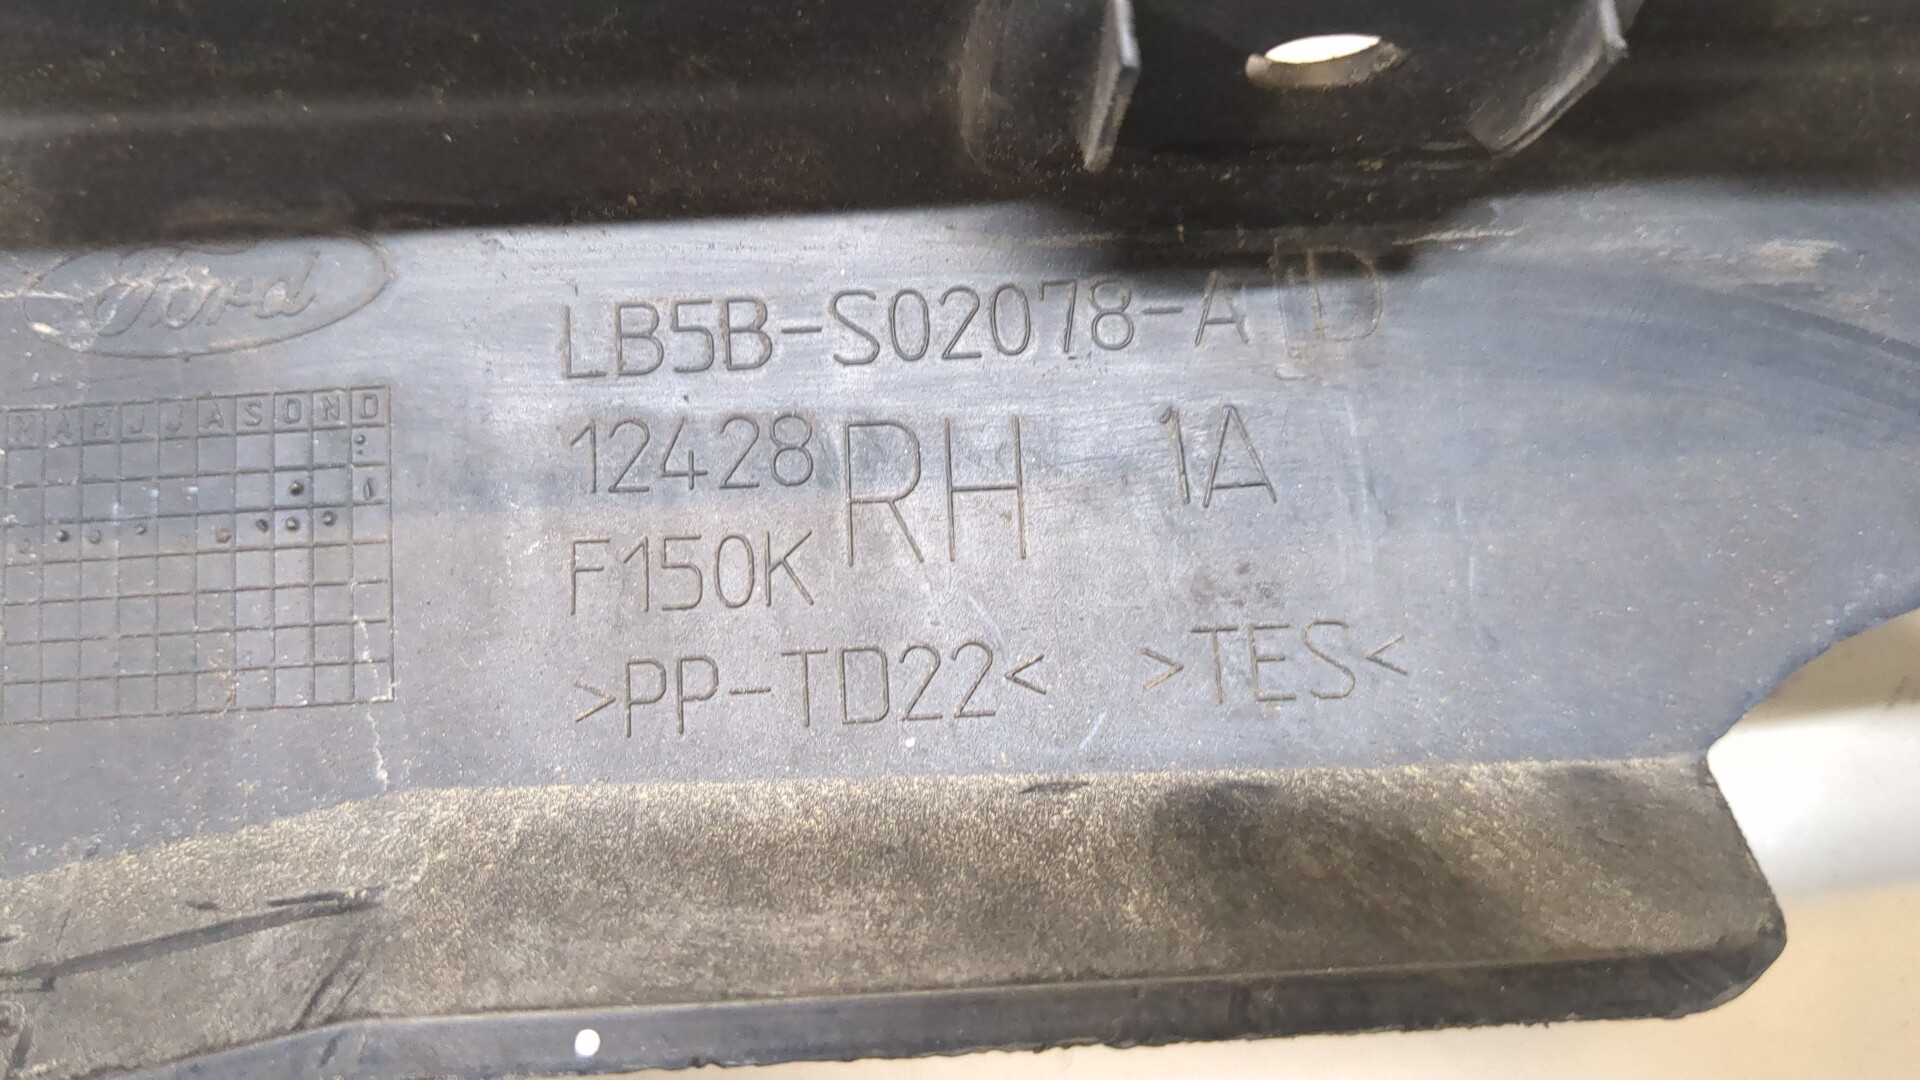 Ford
LB5B-S02078-AD
M A M J J A S O N D
12428 RH 1A
F150K
>PP-TD22< >TES<